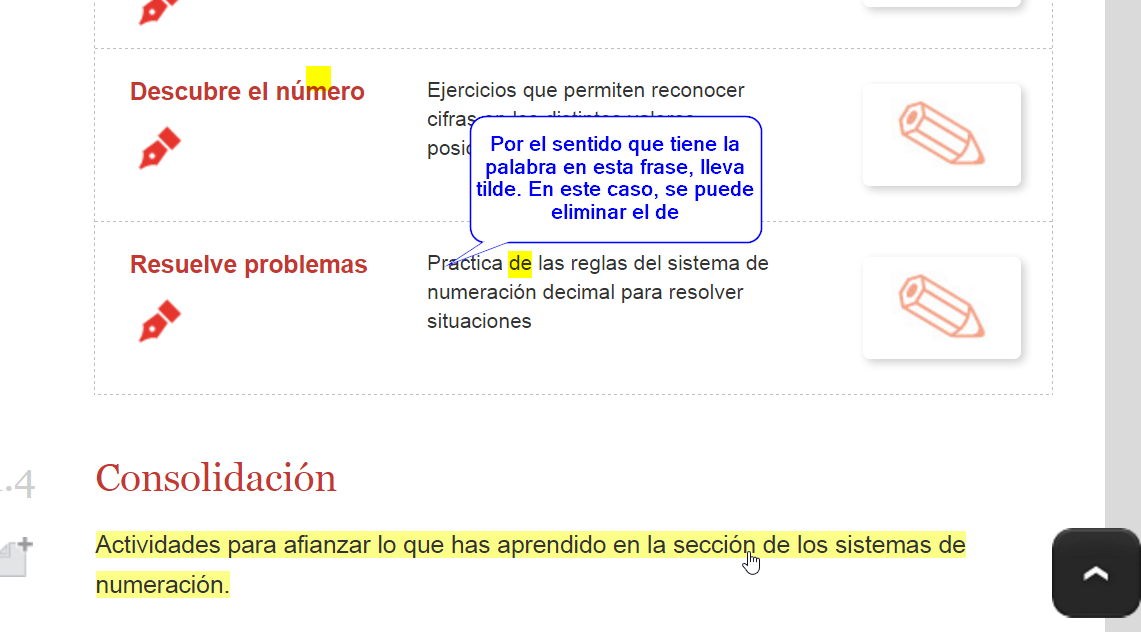 Descubre el número
Ejercicios que permiten reconocer
cifras
posic
Por el sentido que tiene la
palabra en esta frase, lleva
tilde. En este caso, se puede
eliminar el de
Resuelve problemas
Practica de las reglas del sistema de
numeración decimal para resolver
situaciones
.4
Consolidación
Actividades para afianzar lo que has aprendido en la sección de los sistemas de
numeración.